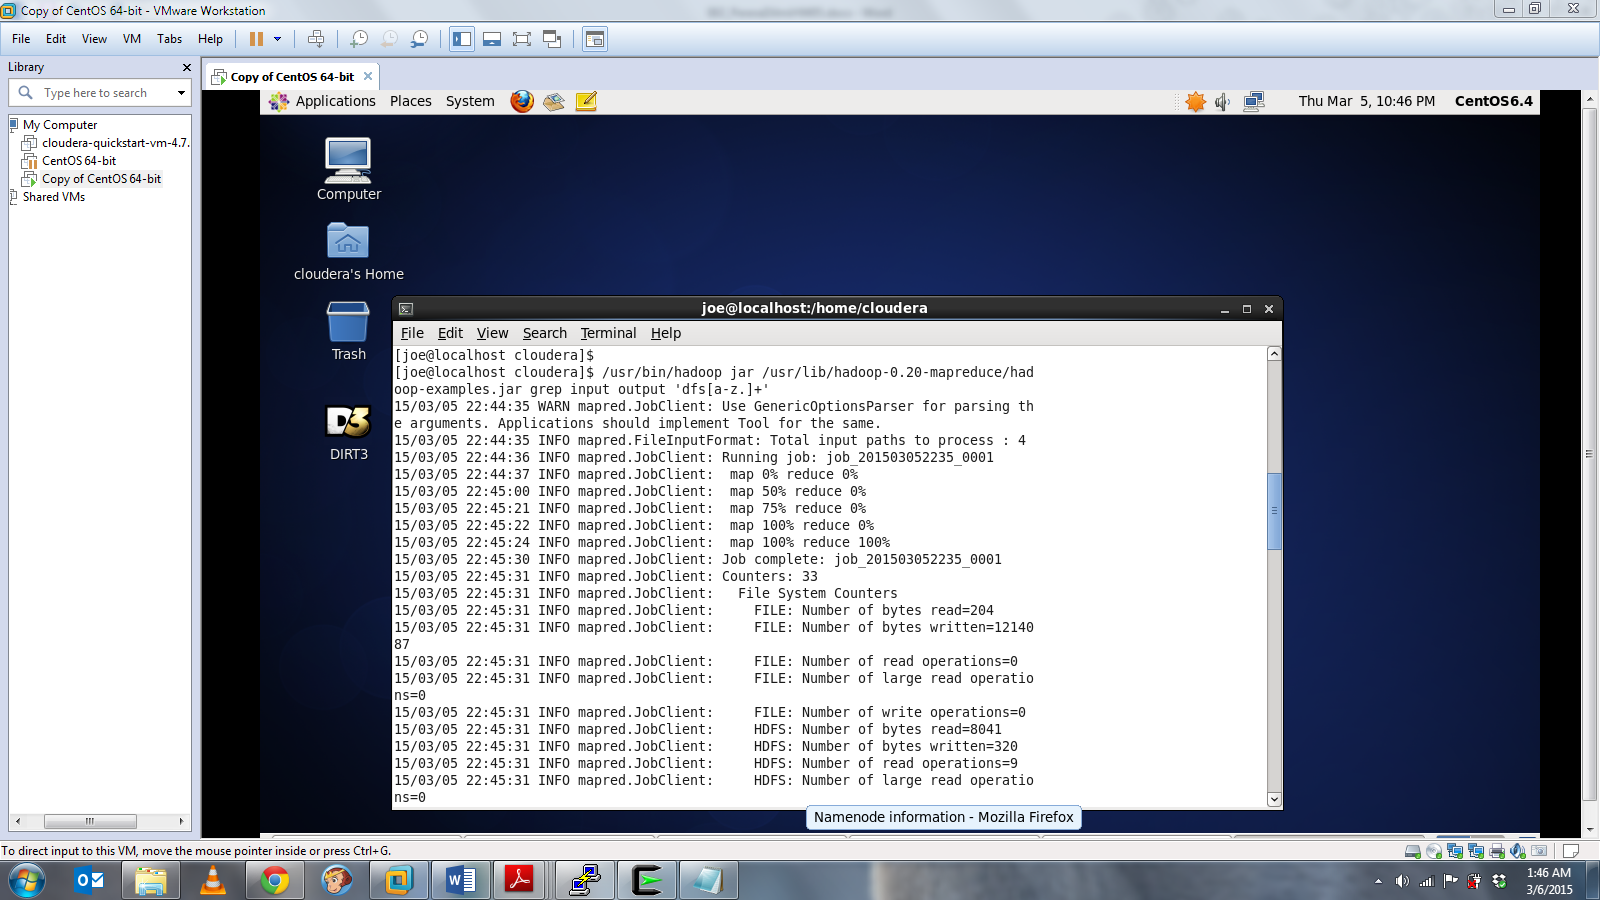 Copy of CentOS 64-bit - VMware Workstation
File Edit View VM Tabs Help
Library
Type here to search
My Computer
cloudera-quickstart-vm-4.7.
CentOS 64-bit
Copy of CentOS 64-bit
Shared VMs
Copy of CentOS 64-bit
Applications Places System
Thu Mar 5, 10:46 PM CentOS6.4
Computer
cloudera's Home
Trash
D3
DIRT3
joe@localhost:/home/cloudera
File Edit View Search Terminal Help
[joe@localhost cloudera]$
[joe@localhost cloudera]$ /usr/bin/hadoop jar /usr/lib/hadoop-0.20-mapreduce/had
oop-examples.jar grep input output 'dfs[a-z.]+'
15/03/05 22:44:35 WARN mapred.JobClient: Use GenericOptionsParser for parsing th
e arguments. Applications should implement Tool for the same.
15/03/05 22:44:35 INFO mapred.FileInputFormat: Total input paths to process : 4
15/03/05 22:44:36 INFO mapred.JobClient: Running job: job_201503052235_0001
15/03/05 22:44:37 INFO mapred.JobClient:  map 0% reduce 0%
15/03/05 22:45:00 INFO mapred.JobClient:  map 50% reduce 0%
15/03/05 22:45:21 INFO mapred.JobClient:  map 75% reduce 0%
15/03/05 22:45:22 INFO mapred.JobClient:  map 100% reduce 0%
15/03/05 22:45:24 INFO mapred.JobClient:  map 100% reduce 100%
15/03/05 22:45:30 INFO mapred.JobClient: Job complete: job_201503052235_0001
15/03/05 22:45:31 INFO mapred.JobClient: Counters: 33
15/03/05 22:45:31 INFO mapred.JobClient:   File System Counters
15/03/05 22:45:31 INFO mapred.JobClient:     FILE: Number of bytes read=204
15/03/05 22:45:31 INFO mapred.JobClient:     FILE: Number of bytes written=12140
87
15/03/05 22:45:31 INFO mapred.JobClient:     FILE: Number of read operations=0
15/03/05 22:45:31 INFO mapred.JobClient:     FILE: Number of large read operatio
ns=0
15/03/05 22:45:31 INFO mapred.JobClient:     FILE: Number of write operations=0
15/03/05 22:45:31 INFO mapred.JobClient:     HDFS: Number of bytes read=8041
15/03/05 22:45:31 INFO mapred.JobClient:     HDFS: Number of bytes written=320
15/03/05 22:45:31 INFO mapred.JobClient:     HDFS: Number of read operations=9
15/03/05 22:45:31 INFO mapred.JobClient:     HDFS: Number of large read operatio
ns=0
Namenode information - Mozilla Firefox
To direct input to this VM, move the mouse pointer inside or press Ctrl+G.
1:46 AM
3/6/2015